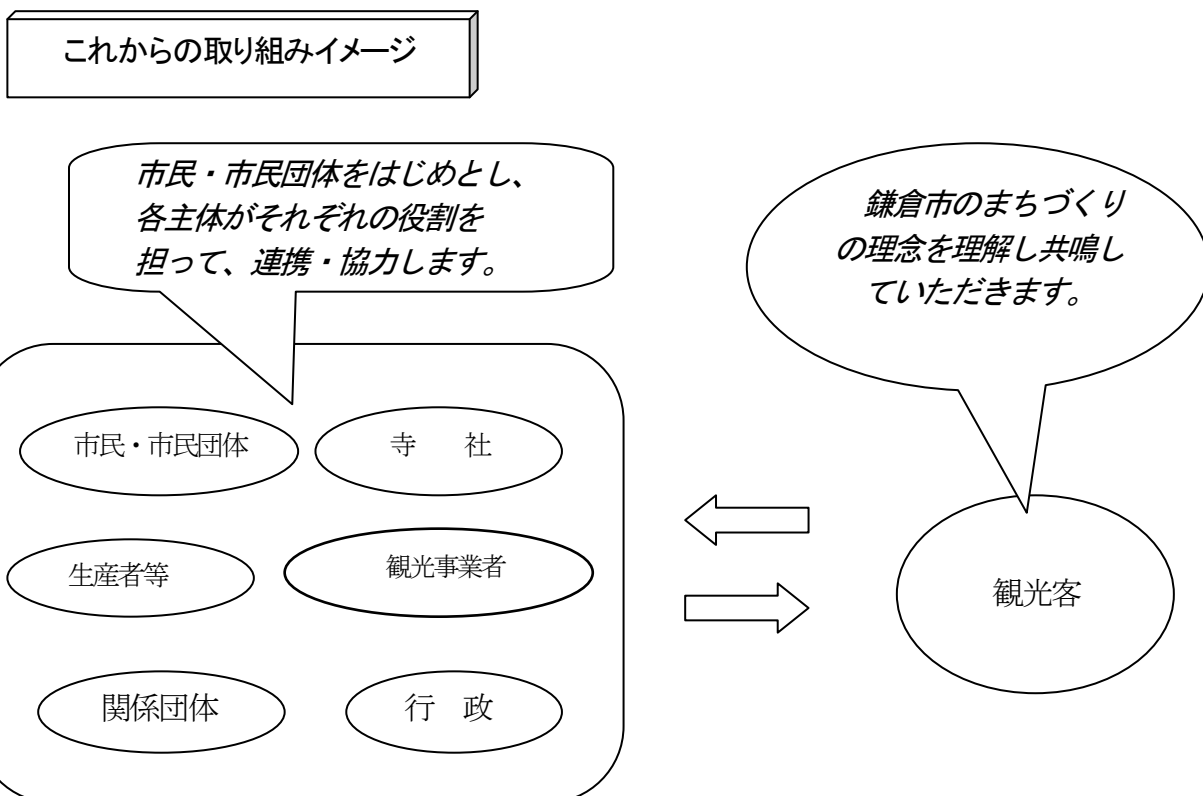 これからの取り組みイメージ
市民・市民団体をはじめとし、
各主体がそれぞれの役割を
担って、連携・協力します。
鎌倉市のまちづくり
の理念を理解し共鳴し
ていただきます。
市民・市民団体
寺　　社
生産者等
観光事業者
観光客
関係団体
行　政